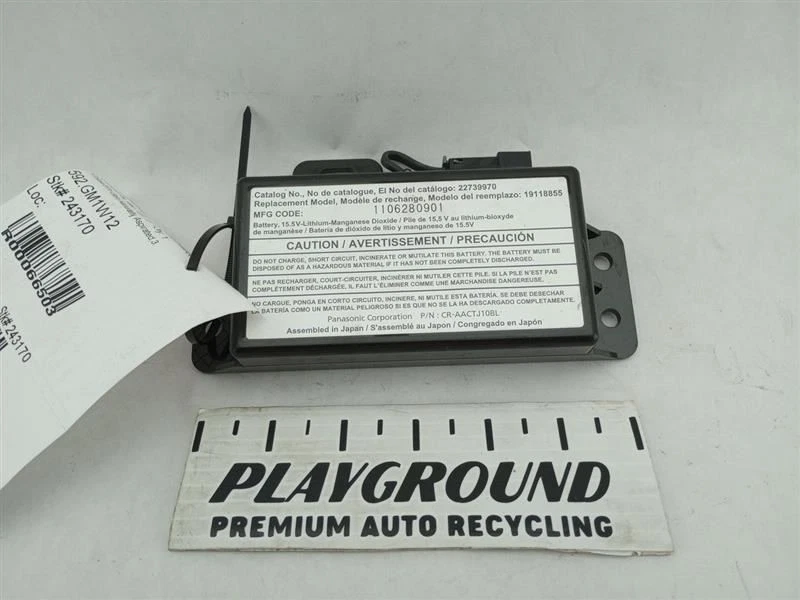 Catalog No., No de catalogue, El No del catálogo: 22739970
Replacement Model, Modèle de rechange, Modelo del reemplazo: 19118855
MFG CODE: 1106280901
Battery, 15.5V-Lithium-Manganese Dioxide / Pile de 15,5 V au lithium-bioxyde
de manganèse / Batería de dióxido de litio y manganeso de 15.5V
CAUTION / AVERTISSEMENT / PRECAUCIÓN
DO NOT CHARGE, SHORT CIRCUIT, INCINERATE OR MUTILATE THIS BATTERY. THE BATTERY MUST BE
DISPOSED OF AS A HAZARDOUS MATERIAL IF IT HAS NOT BEEN COMPLETELY DISCHARGED.
NE PAS RECHARGER, COURT-CIRCUITER, INCINÉRER NI MUTILER CETTE PILE. SI LA PILE N'EST PAS
COMPLÈTEMENT DÉCHARGÉE, IL FAUT L'ÉLIMINER COMME UNE MARCHANDISE DANGEREUSE.
NO CARGUE, PONGA EN CORTO CIRCUITO, INCINERE, NI MUTILE ESTA BATERÍA. SE DEBE DESECHAR
LA BATERÍA COMO UN MATERIAL PELIGROSO SI ES QUE NO SE LA HA DESCARGADO COMPLETAMENTE.
Panasonic Corporation P/N : CR-AACTJ10BL
Assembled in Japan / S'assemblé au Japon / Congregado en Japón
592.GM1W12
Stk# 243170
Loc:
R00066503
Stk# 243170
PLAYGROUND
PREMIUM AUTO RECYCLING